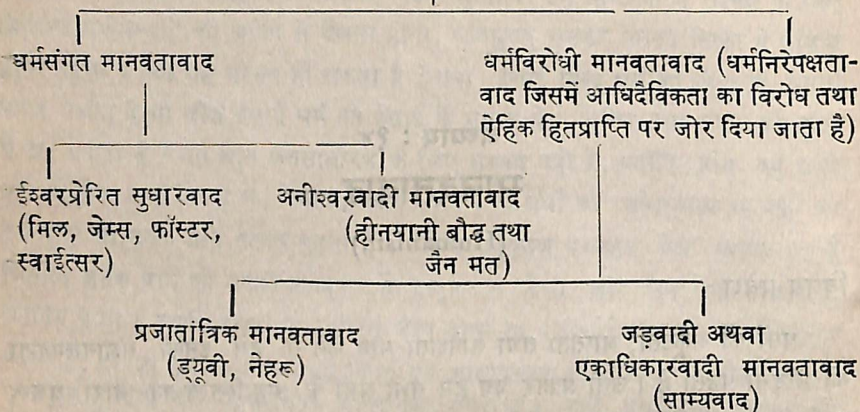 धर्मसंगत मानवतावाद
धर्मविरोधी मानवतावाद (धर्मनिरपेक्षता-
वाद जिसमें आधिदैविकता का विरोध तथा
ऐहिक हितप्राप्ति पर जोर दिया जाता है)
ईश्वरप्रेरित सुधारवाद
(मिल, जेम्स, फॉस्टर,
स्वाईत्सर)
अनीश्वरवादी मानवतावाद
(हीनयानी बौद्ध तथा
जैन मत)
प्रजातांत्रिक मानवतावाद
(ड्यूवी, नेहरू)
जड़वादी अथवा
एकाधिकारवादी मानवतावाद
(साम्यवाद)